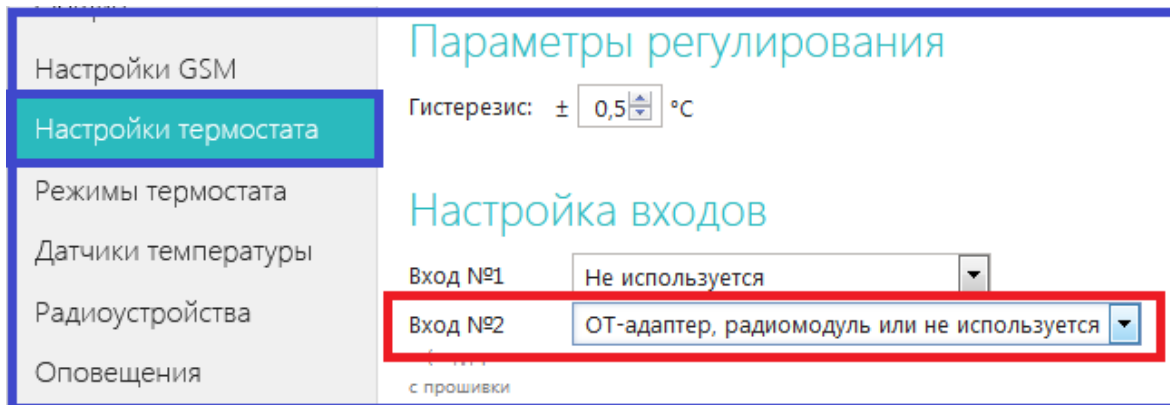 Настройки GSM
Настройки термостата
Режимы термостата
Датчики температуры
Радиоустройства
Оповещения
Параметры регулирования
Гистерезис: ± 0,5 °C
Настройка входов
Вход №1 Не используется
Вход №2 ОТ-адаптер, радиомодуль или не используется
с прошивки